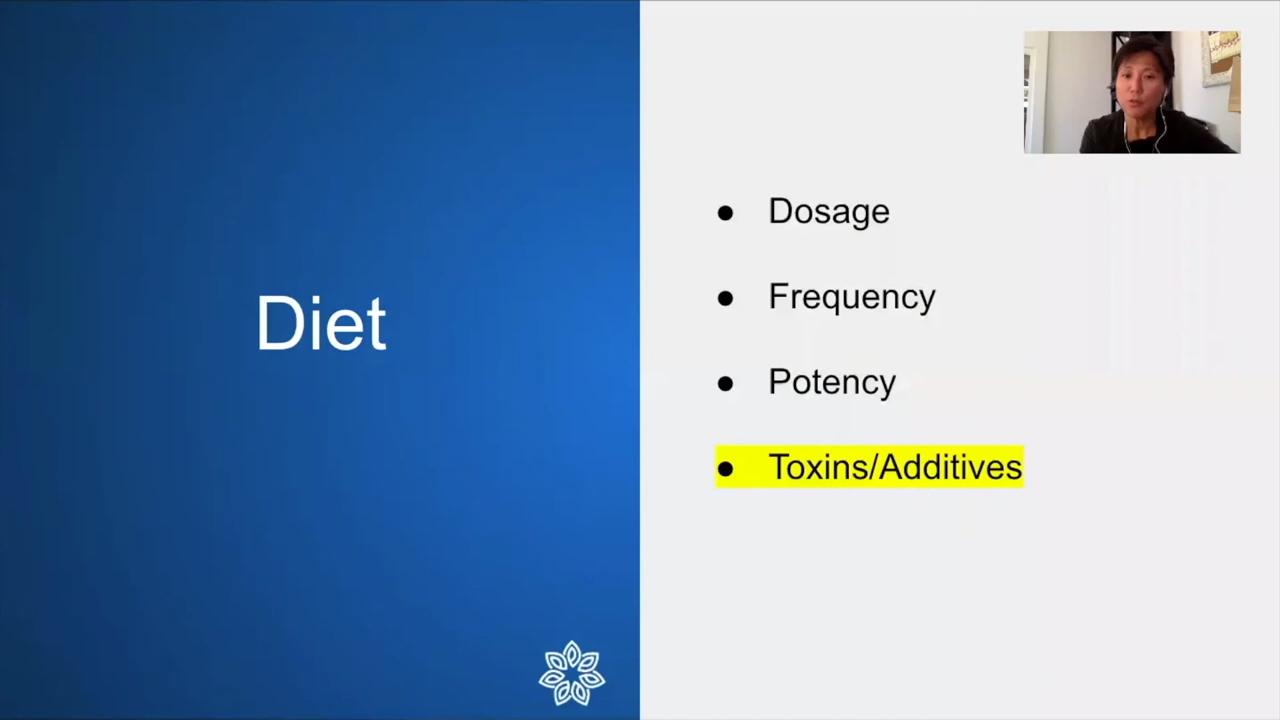 Diet
● Dosage
● Frequency
● Potency
● Toxins/Additives